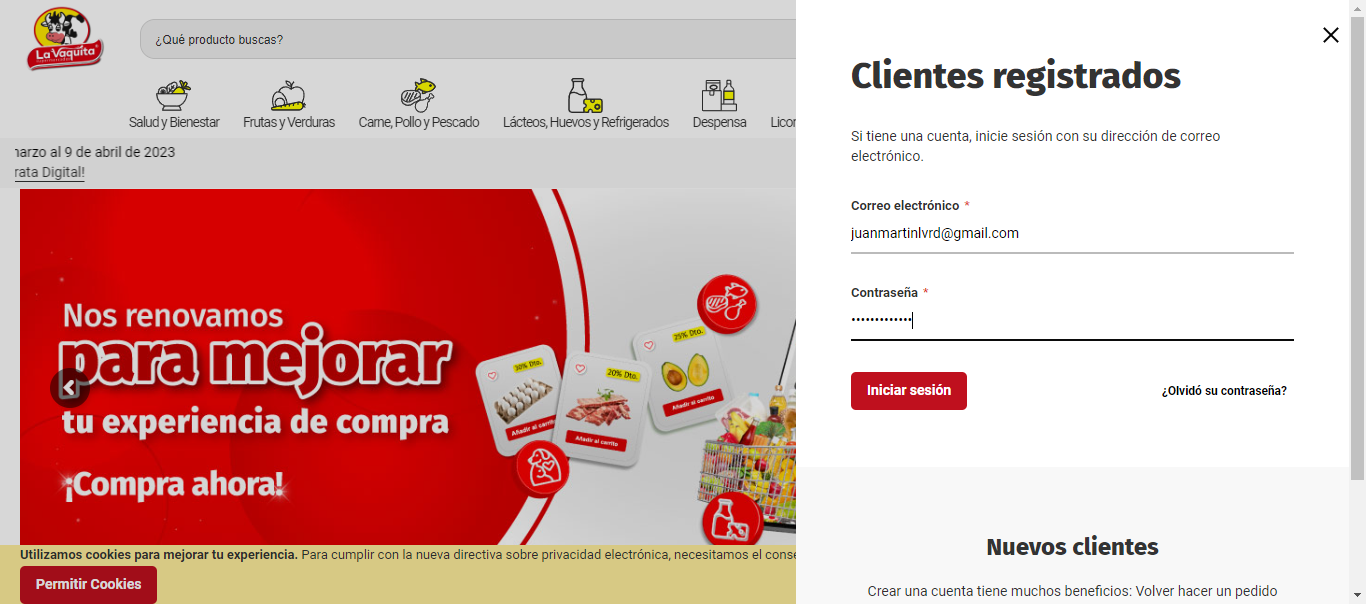 La Vaquita
¿Qué producto buscas?
Salud y Bienestar
Frutas y Verduras
Carne, Pollo y Pescado
Lácteos, Huevos y Refrigerados
Despensa
Licor
marzo al 9 de abril de 2023
rata Digital!
Nos renovamos
para mejorar
tu experiencia de compra
¡Compra ahora!
30% Dto.
Añadir al carrito
20% Dto.
Añadir al carrito
25% Dto.
Añadir al carrito
Utilizamos cookies para mejorar tu experiencia. Para cumplir con la nueva directiva sobre privacidad electrónica, necesitamos el conse
Permitir Cookies
Clientes registrados
Si tiene una cuenta, inicie sesión con su dirección de correo
electrónico.
Correo electrónico *
juanmartinlvrd@gmail.com
Contraseña *
•••••••••••••
Iniciar sesión
¿Olvidó su contraseña?
Nuevos clientes
Crear una cuenta tiene muchos beneficios: Volver hacer un pedido